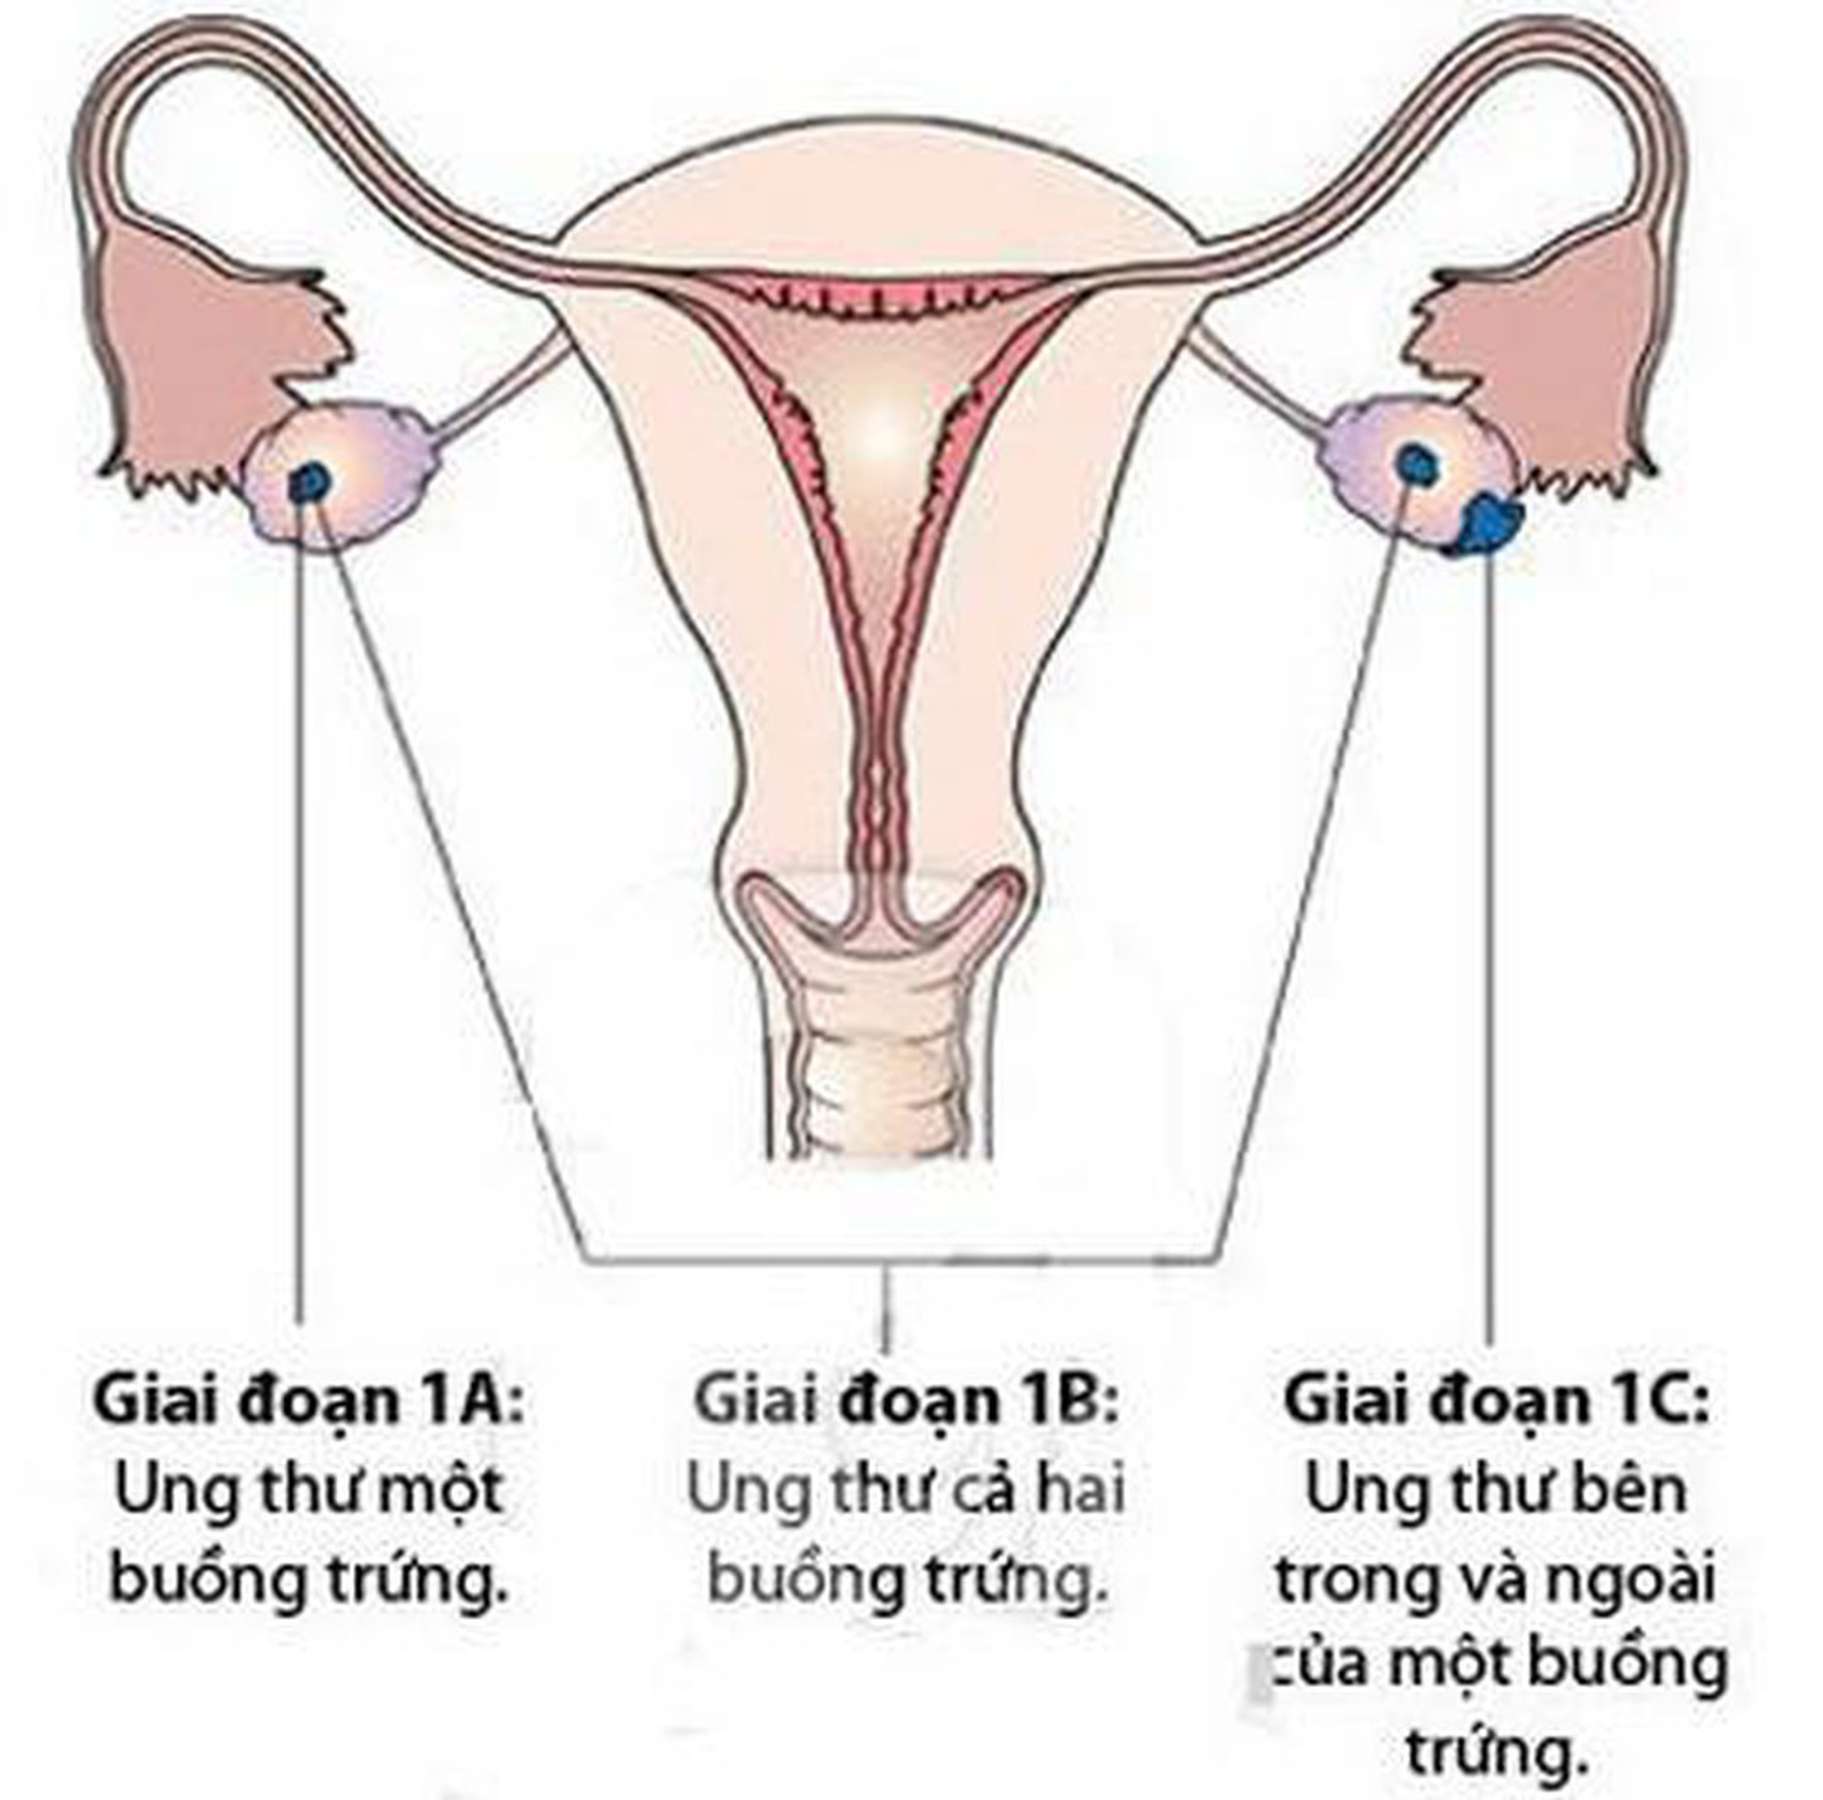 Giai đoạn 1A:
Ung thư một
buồng trứng.
Giai đoạn 1B:
Ung thư cả hai
buồng trứng.
Giai đoạn 1C:
Ung thư bên
trong và ngoài
của một buồng
trứng.